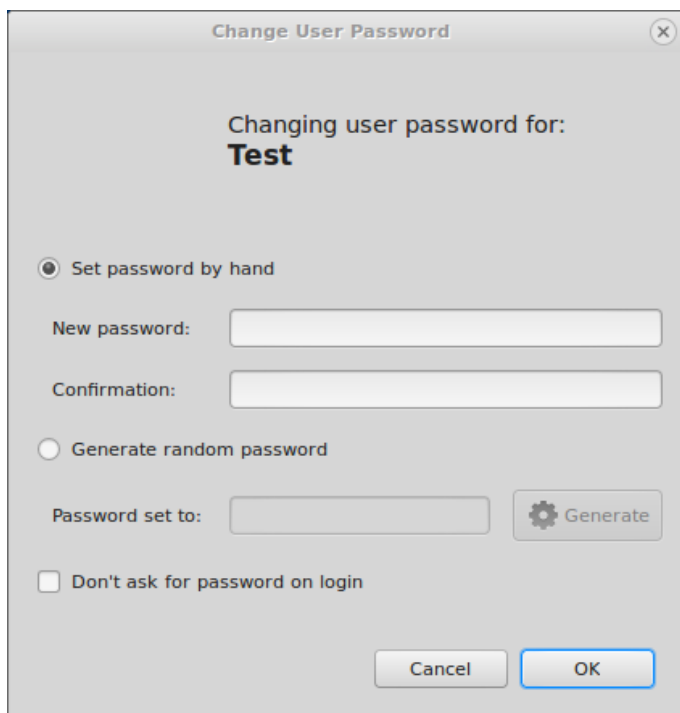 Change User Password
Changing user password for:
Test
Set password by hand
New password:
Confirmation:
Generate random password
Password set to:
Generate
Don't ask for password on login
Cancel
OK